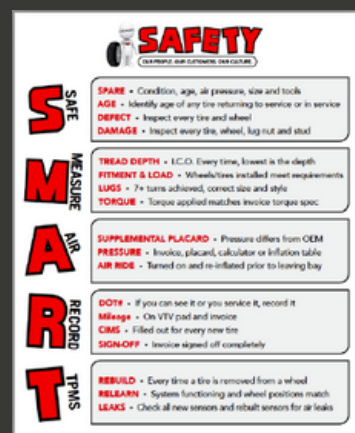 SAFETY
OUR PEOPLE. OUR CUSTOMERS. OUR CULTURE.
S SAFE
SPARE • Condition, age, air pressure, size and tools
AGE • Identify age of any tire returning to service or in service
DEFECT • Inspect every tire and wheel
DAMAGE • Inspect every tire, wheel, lug nut and stud
M MEASURE
TREAD DEPTH • I.C.O. Every time, lowest is the depth
FITMENT & LOAD • Wheels/tires installed meet requirements
LUGS • 7+ turns achieved, correct size and style
TORQUE • Torque applied matches invoice torque spec
A AIR
SUPPLEMENTAL PLACARD • Pressure differs from OEM
PRESSURE • Invoice, placard, calculator or inflation table
AIR RIDE • Turned on and re-inflated prior to leaving bay
R RECORD
DOT# • If you can see it or you service it, record it
Mileage • On VTV pad and invoice
CIMS • Filled out for every new tire
SIGN-OFF • Invoice signed off completely
T TPMS
REBUILD • Every time a tire is removed from a wheel
RELEARN • System functioning and wheel positions match
LEAKS • Check all new sensors and rebuilt sensors for air leaks